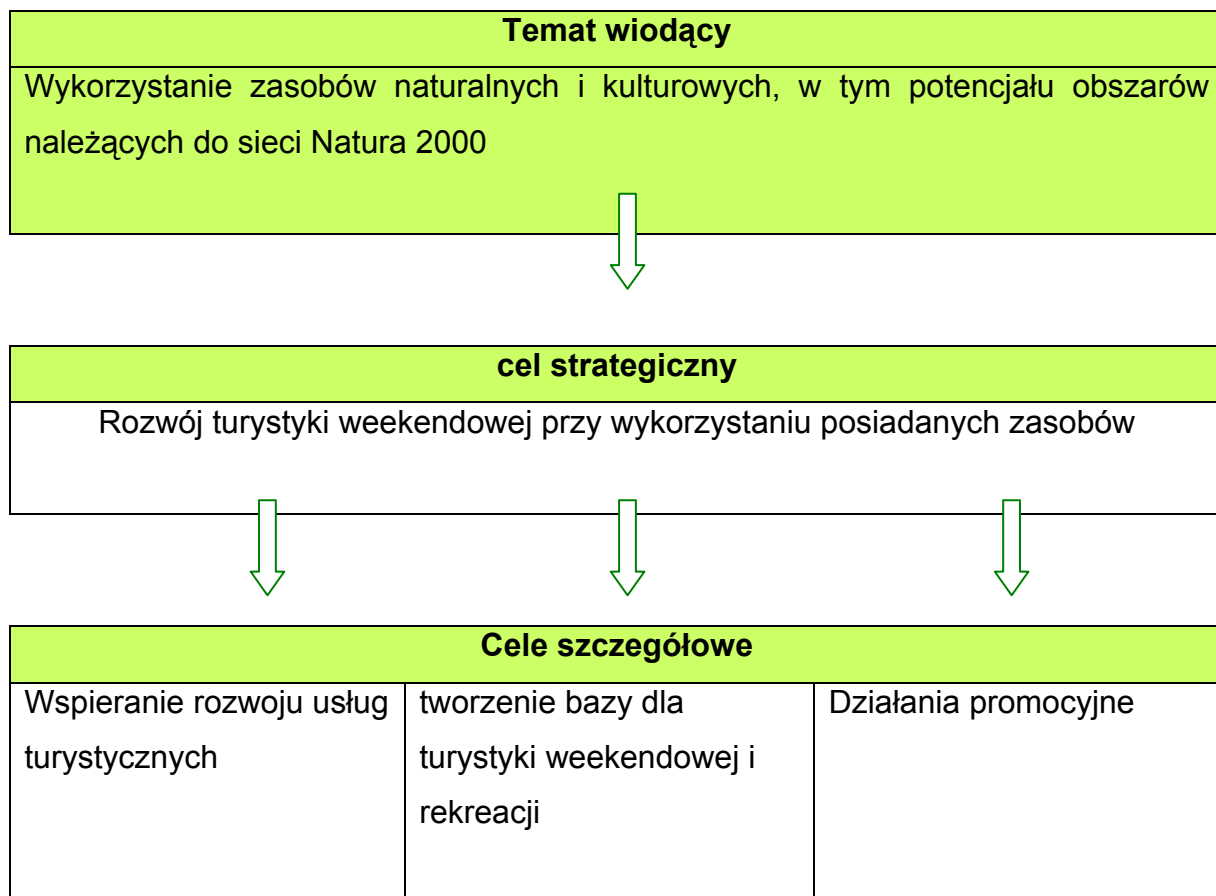 Temat wiodący
Wykorzystanie zasobów naturalnych i kulturowych, w tym potencjału obszarów
należących do sieci Natura 2000
cel strategiczny
Rozwój turystyki weekendowej przy wykorzystaniu posiadanych zasobów
Cele szczegółowe
Wspieranie rozwoju usług
turystycznych
tworzenie bazy dla
turystyki weekendowej i
rekreacji
Działania promocyjne